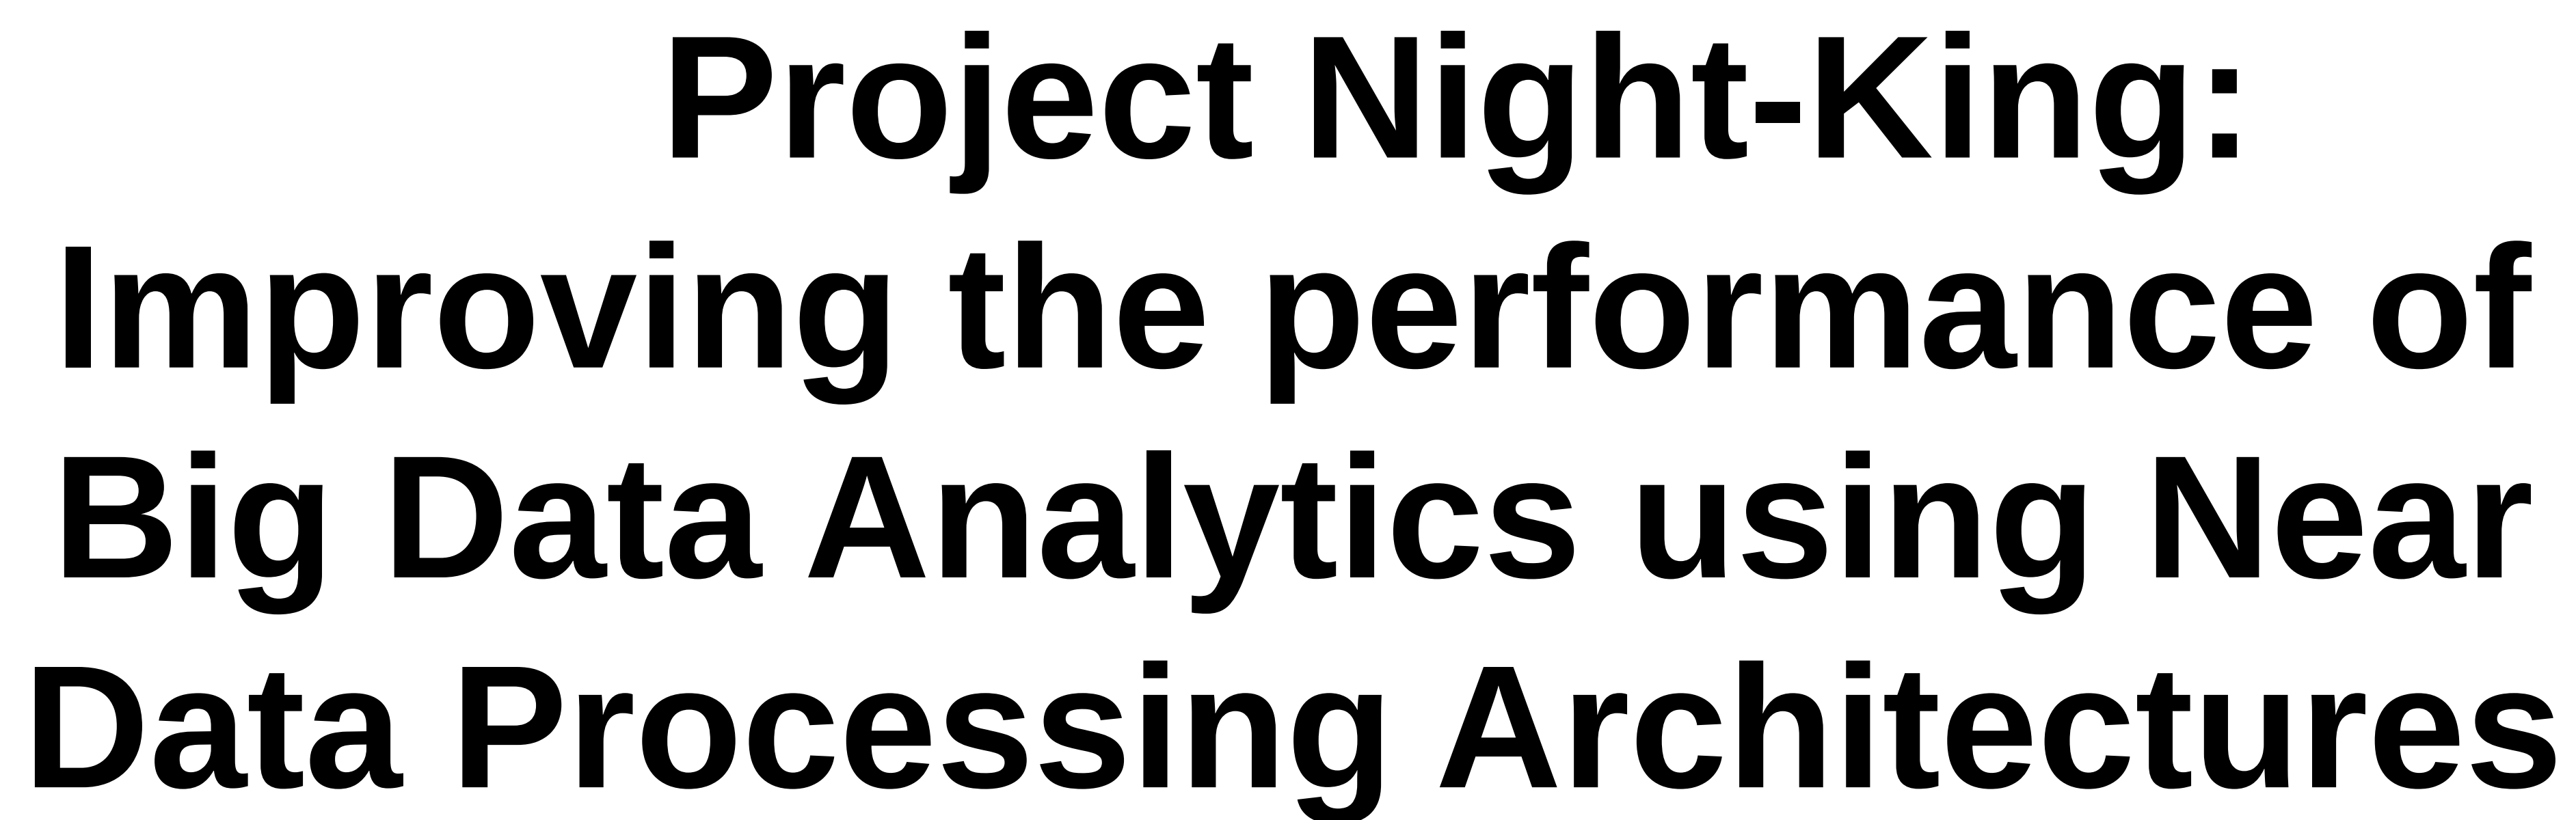 Project Night-King:
Improving the performance of
Big Data Analytics using Near
Data Processing Architectures